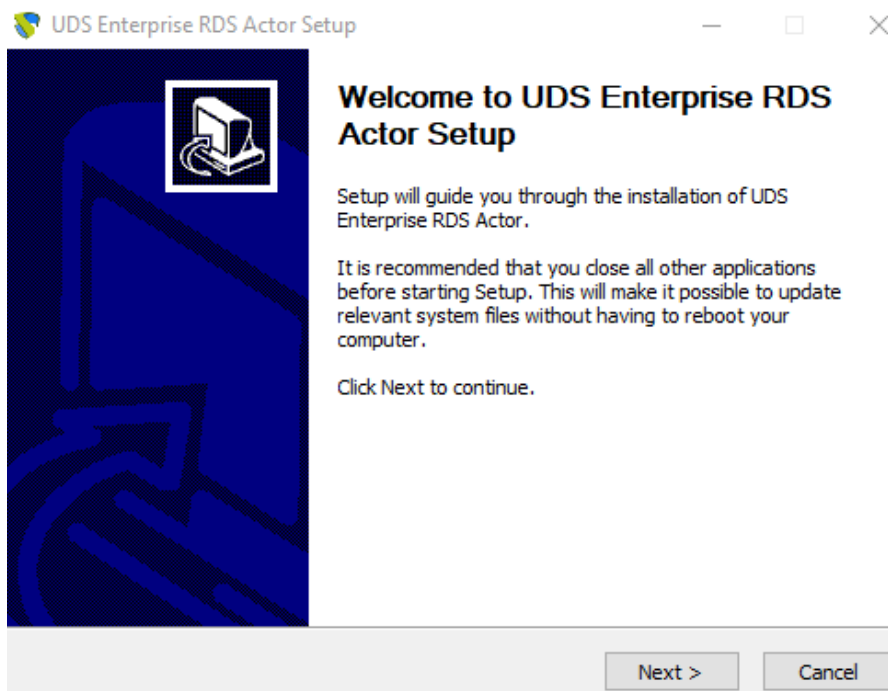 UDS Enterprise RDS Actor Setup
Welcome to UDS Enterprise RDS
Actor Setup
Setup will guide you through the installation of UDS
Enterprise RDS Actor.
It is recommended that you close all other applications
before starting Setup. This will make it possible to update
relevant system files without having to reboot your
computer.
Click Next to continue.
Next >
Cancel